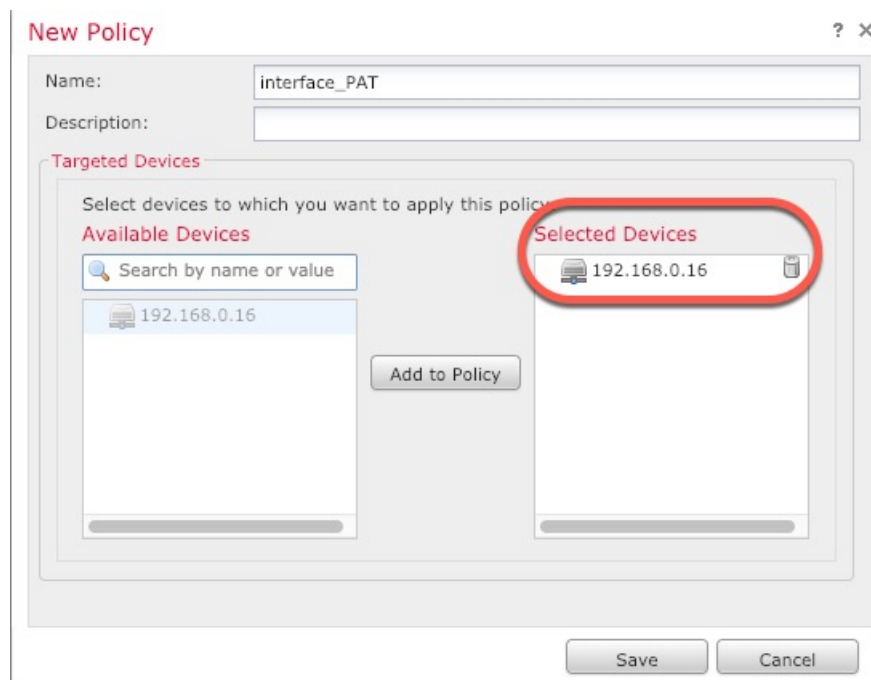 New Policy
?
Name:
interface_PAT
Description:
Targeted Devices
Select devices to which you want to apply this policy
Available Devices
Selected Devices
Search by name or value
192.168.0.16
192.168.0.16
Add to Policy
Save
Cancel